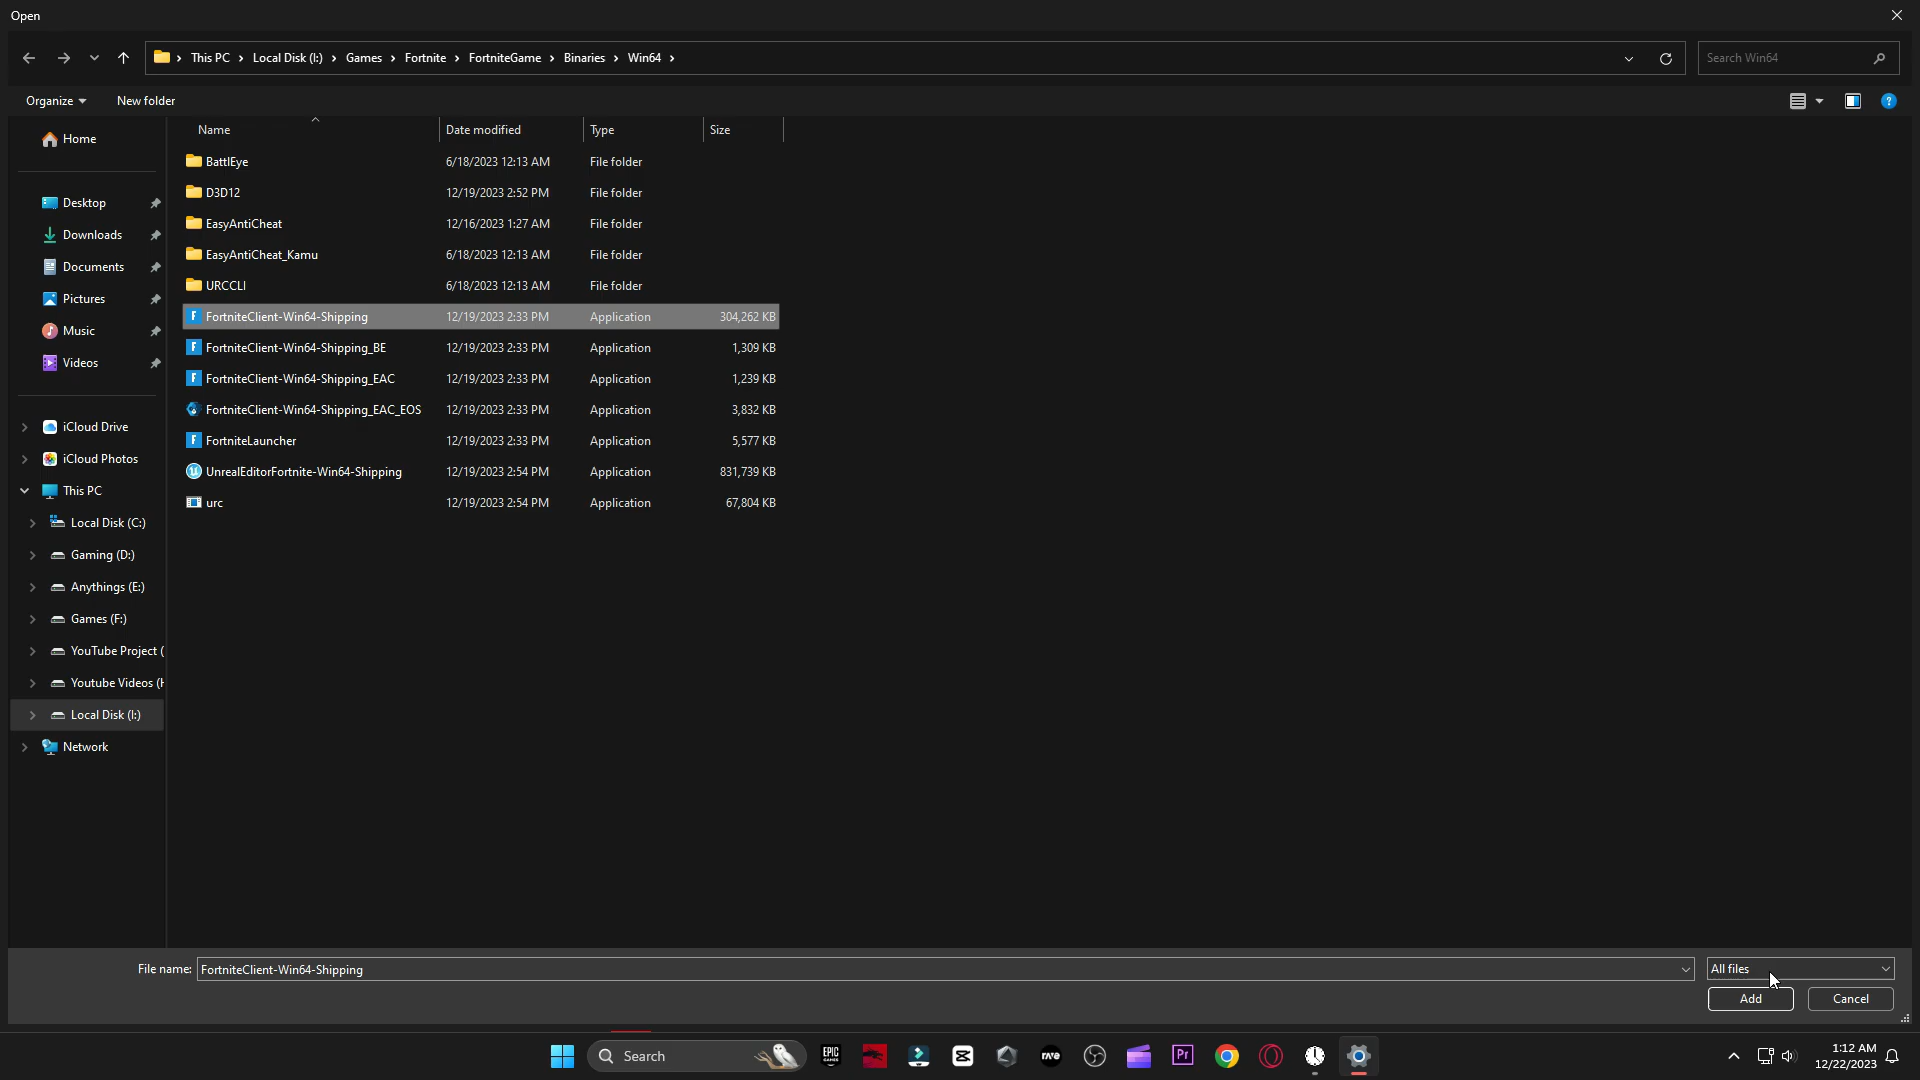 Open
This PC > Local Disk (I:) > Games > Fortnite > FortniteGame > Binaries > Win64 >
Search Win64
Organize
New folder
Name Date modified Type Size
BattlEye 6/18/2023 12:13 AM File folder
D3D12 12/19/2023 2:52 PM File folder
EasyAntiCheat 12/16/2023 1:27 AM File folder
EasyAntiCheat_Kamu 6/18/2023 12:13 AM File folder
URCCLI 6/18/2023 12:13 AM File folder
FortniteClient-Win64-Shipping 12/19/2023 2:33 PM Application 304,262 KB
FortniteClient-Win64-Shipping_BE 12/19/2023 2:33 PM Application 1,309 KB
FortniteClient-Win64-Shipping_EAC 12/19/2023 2:33 PM Application 1,239 KB
FortniteClient-Win64-Shipping_EAC_EOS 12/19/2023 2:33 PM Application 3,832 KB
FortniteLauncher 12/19/2023 2:33 PM Application 5,577 KB
UnrealEditorFortnite-Win64-Shipping 12/19/2023 2:54 PM Application 831,739 KB
urc 12/19/2023 2:54 PM Application 67,804 KB
Home
Desktop
Downloads
Documents
Pictures
Music
Videos
iCloud Drive
iCloud Photos
This PC
Local Disk (C:)
Gaming (D:)
Anythings (E:)
Games (F:)
YouTube Project (
Youtube Videos (H
Local Disk (I:)
Network
File name: FortniteClient-Win64-Shipping
All files
Add
Cancel
Search
EPIC GAMES
rave
Pr
1:12 AM
12/22/2023